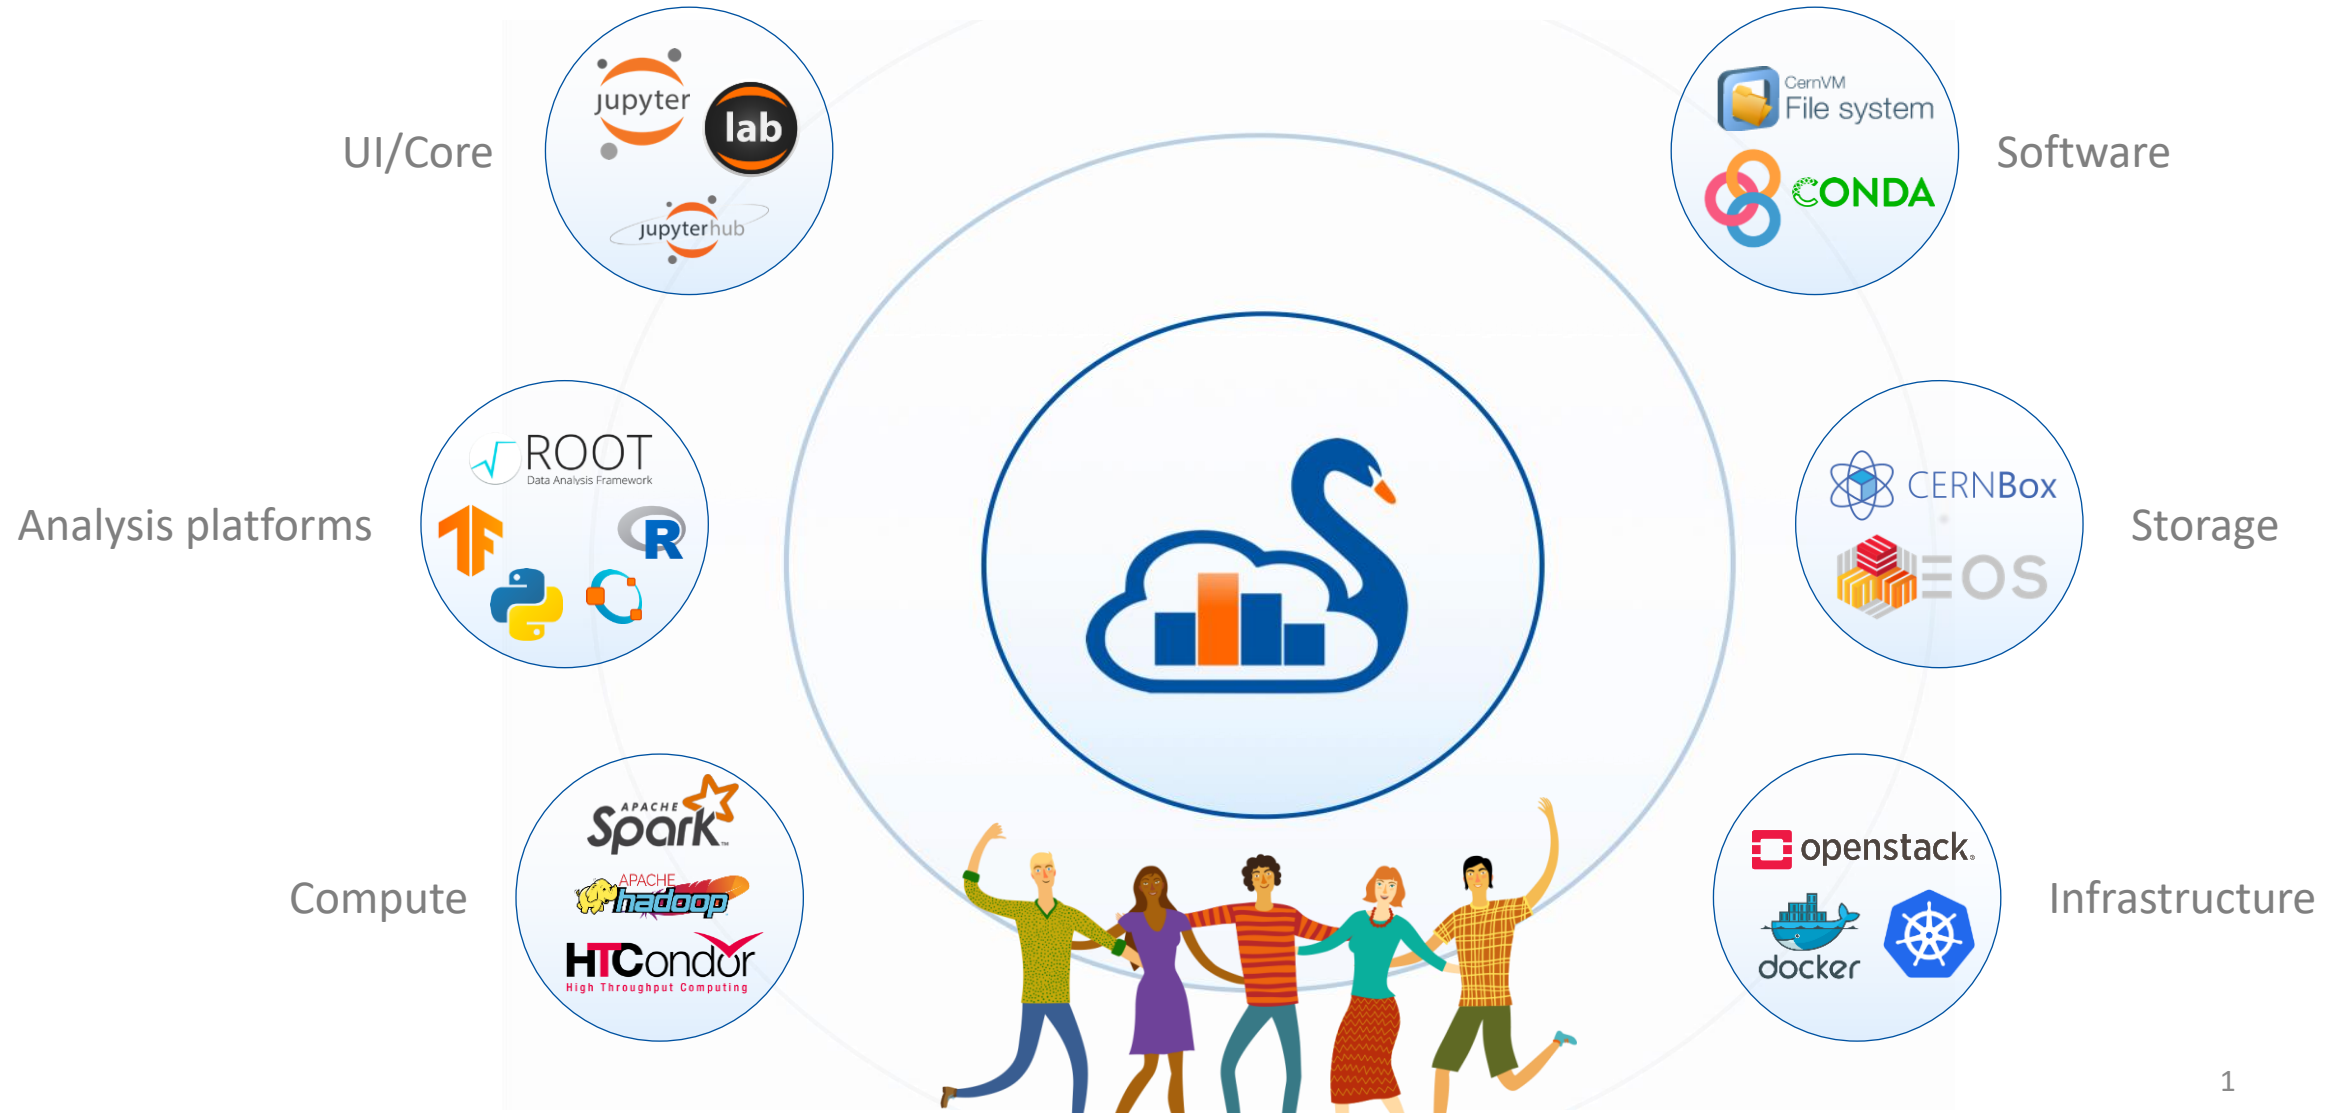 UI/Core
jupyter
lab
jupyterhub
CernVM
File system
CONDA
Software
Analysis platforms
ROOT
Data Analysis Framework
R
CERNBox
EOS
Storage
Compute
APACHE
Spark™
APACHE
hadoop
HTCondor
High Throughput Computing
openstack.
docker
Infrastructure
1